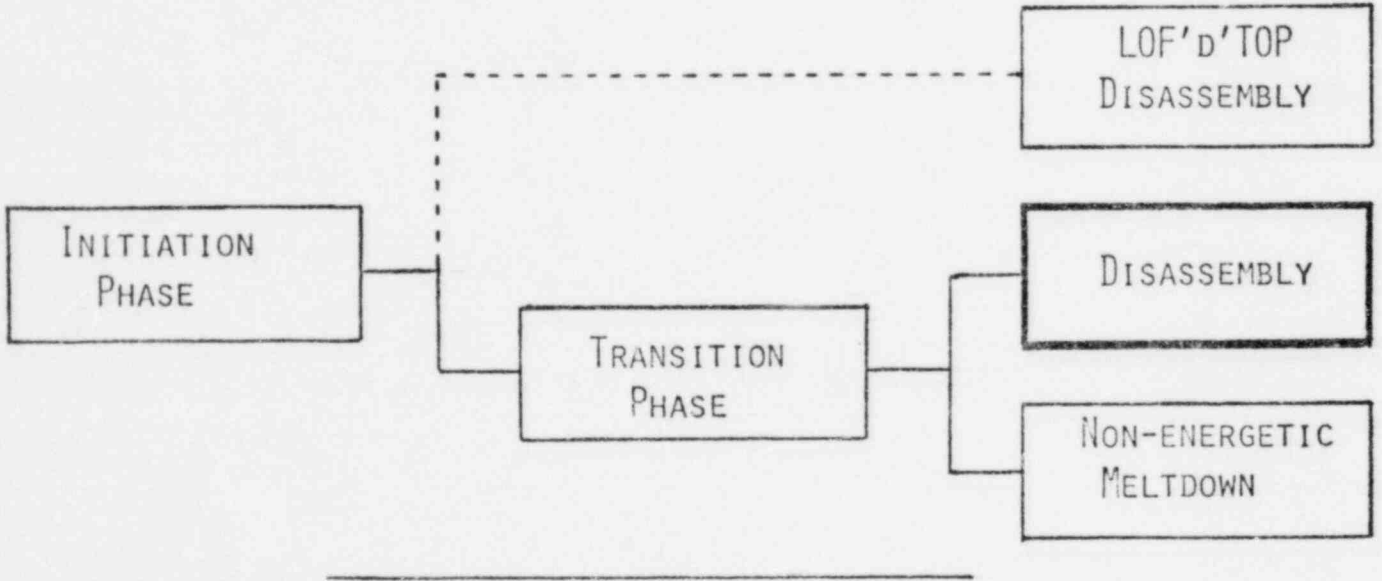 LOF'D'TOP
DISASSEMBLY
INITIATION
PHASE
DISASSEMBLY
TRANSITION
PHASE
NON-ENERGETIC
MELTDOWN